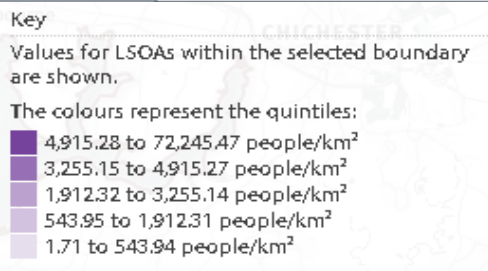 Key
CHICHESTER
Values for LSOAs within the selected boundary
are shown.
The colours represent the quintiles:
4,915.28 to 72,245.47 people/km²
3,255.15 to 4,915.27 people/km²
1,912.32 to 3,255.14 people/km²
543.95 to 1,912.31 people/km²
1.71 to 543.94 people/km²